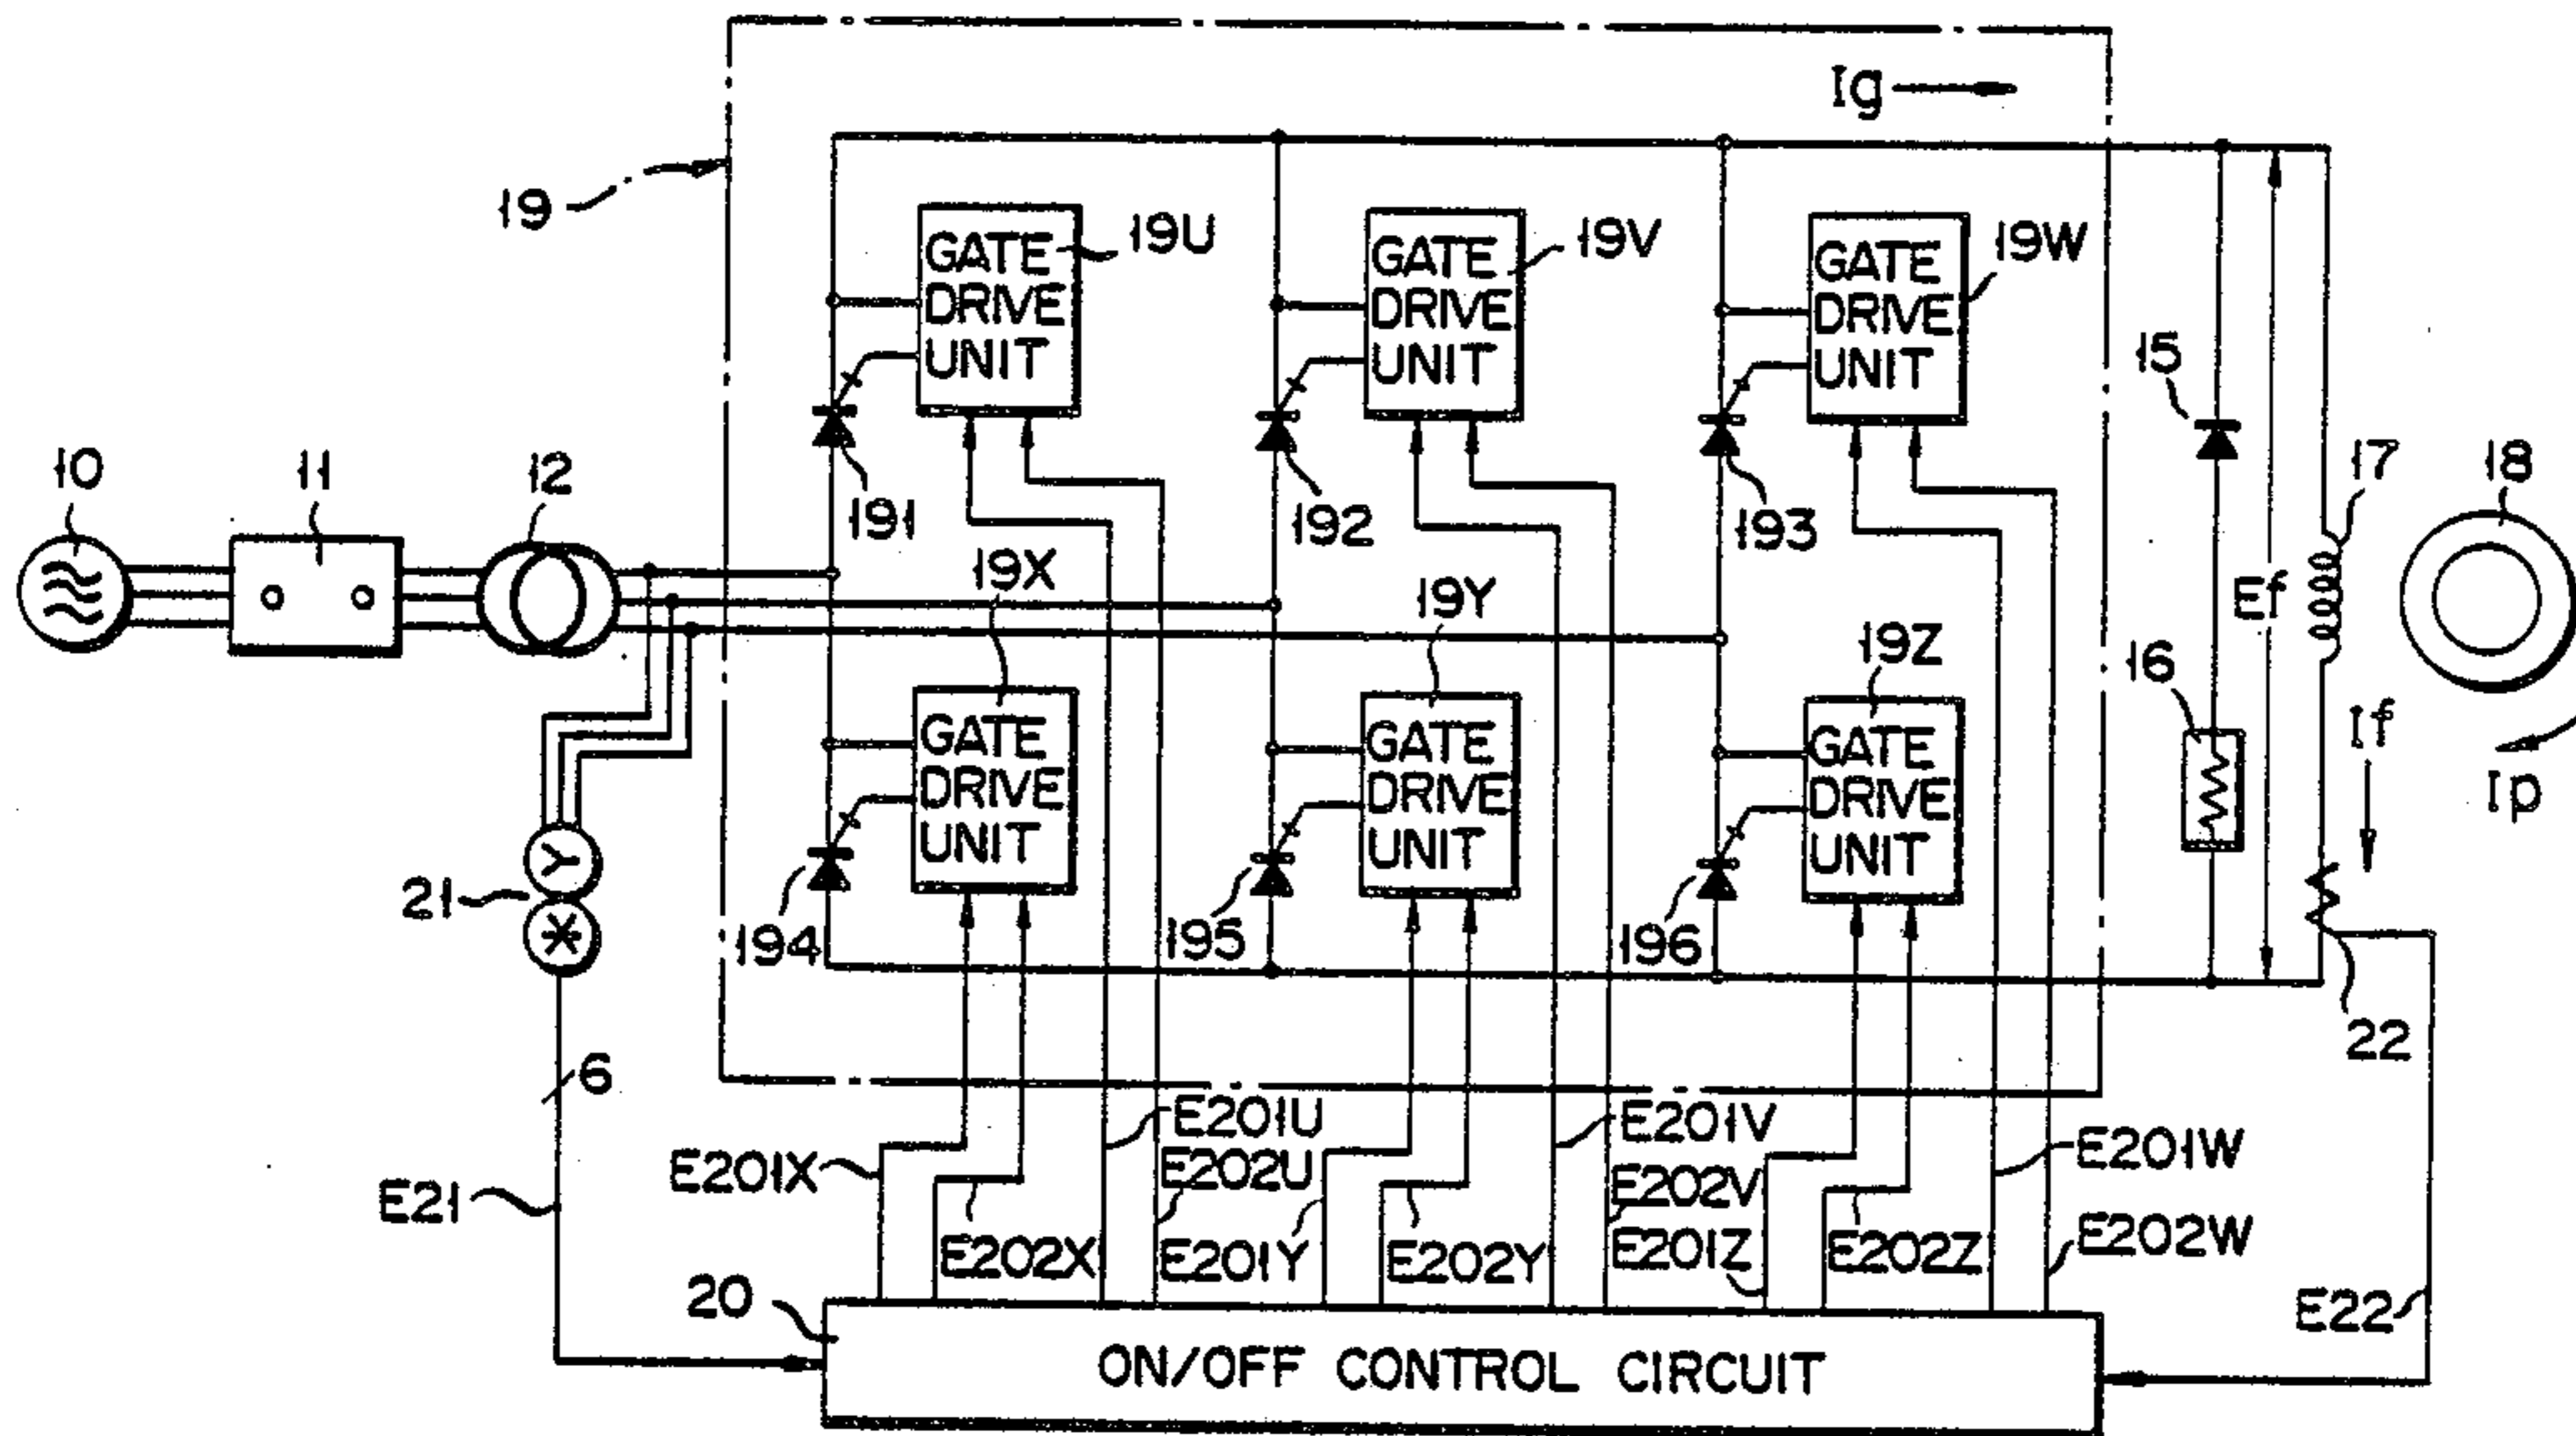 Ig
19
GATE DRIVE UNIT
19U
GATE DRIVE UNIT
19V
GATE DRIVE UNIT
19W
15
10
11
12
191
192
193
17
18
19X
19Y
19Z
Ef
16
If
Ip
GATE DRIVE UNIT
GATE DRIVE UNIT
GATE DRIVE UNIT
21
194
195
196
22
6
E201U
E201V
E201W
E201X
E202U
E202V
E21
E202X
E201Y
E202Y
E201Z
E202Z
E202W
20
E22
ON/OFF CONTROL CIRCUIT